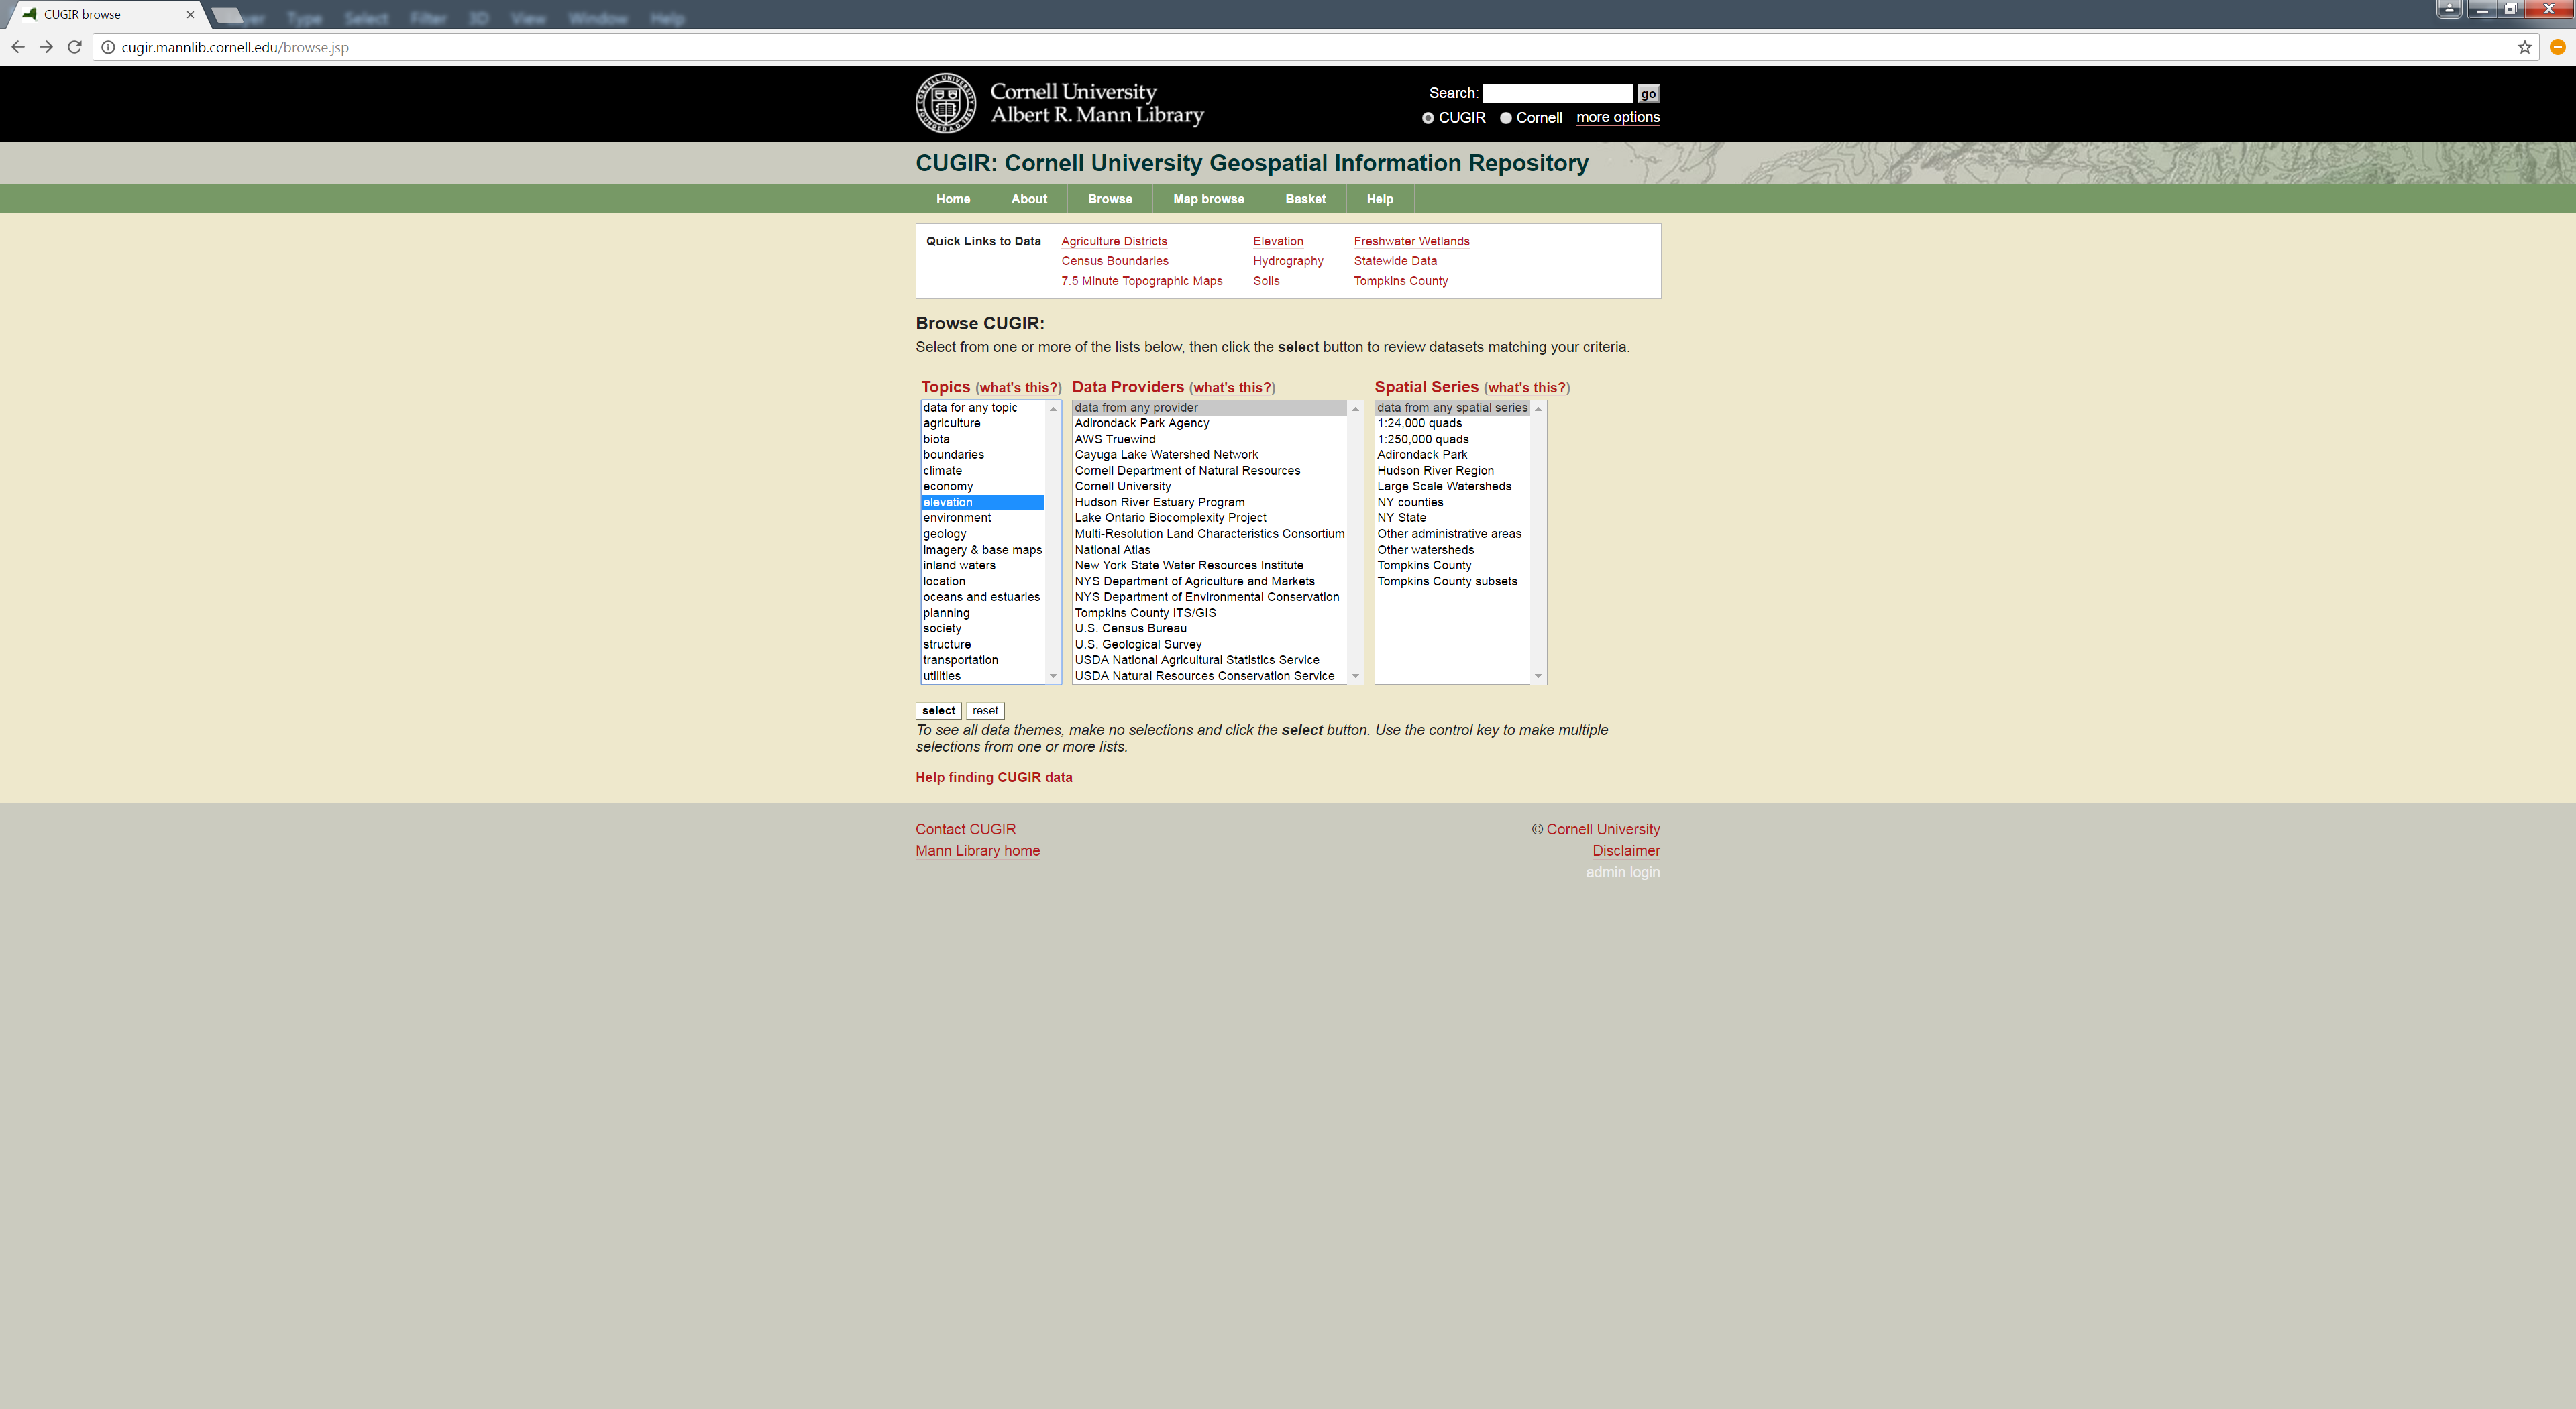 CUGIR browse
Type Select Filter 3D View Window Help
cugir.mannlib.cornell.edu/browse.jsp
Cornell University
Albert R. Mann Library
Search: go
CUGIR Cornell more options
CUGIR: Cornell University Geospatial Information Repository
Home About Browse Map browse Basket Help
Quick Links to Data Agriculture Districts Elevation Freshwater Wetlands
Census Boundaries Hydrography Statewide Data
7.5 Minute Topographic Maps Soils Tompkins County
Browse CUGIR:
Select from one or more of the lists below, then click the select button to review datasets matching your criteria.
Topics (what's this?)
data for any topic
agriculture
biota
boundaries
climate
economy
elevation
environment
geology
imagery & base maps
inland waters
location
oceans and estuaries
planning
society
structure
transportation
utilities
Data Providers (what's this?)
data from any provider
Adirondack Park Agency
AWS Truewind
Cayuga Lake Watershed Network
Cornell Department of Natural Resources
Cornell University
Hudson River Estuary Program
Lake Ontario Biocomplexity Project
Multi-Resolution Land Characteristics Consortium
National Atlas
New York State Water Resources Institute
NYS Department of Agriculture and Markets
NYS Department of Environmental Conservation
Tompkins County ITS/GIS
U.S. Census Bureau
U.S. Geological Survey
USDA National Agricultural Statistics Service
USDA Natural Resources Conservation Service
Spatial Series (what's this?)
data from any spatial series
1:24,000 quads
1:250,000 quads
Adirondack Park
Hudson River Region
Large Scale Watersheds
NY counties
NY State
Other administrative areas
Other watersheds
Tompkins County
Tompkins County subsets
select reset
To see all data themes, make no selections and click the select button. Use the control key to make multiple
selections from one or more lists.
Help finding CUGIR data
Contact CUGIR © Cornell University
Mann Library home Disclaimer
admin login